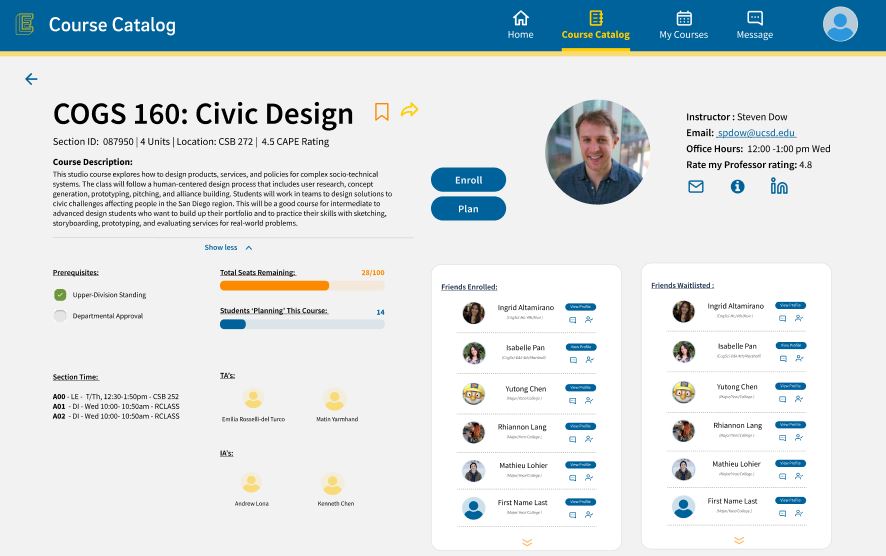 Course Catalog
Home
Course Catalog
My Courses
Message
COGS 160: Civic Design
Section ID: 087950 | 4 Units | Location: CSB 272 | 4.5 CAPE Rating
Course Description:
This studio course explores how to design products, services, and policies for complex socio-technical
systems. The class will follow a human-centered design process that includes user research, concept
generation, prototyping, pitching, and alliance building. Students will work in teams to design solutions to
civic challenges affecting people in the San Diego region. This will be a good course for intermediate to
advanced design students who want to build up their portfolio and to practice their skills with sketching,
storyboarding, prototyping, and evaluating services for real-world problems.
Show less
Enroll
Plan
Instructor : Steven Dow
Email: spdow@ucsd.edu
Office Hours: 12:00 -1:00 pm Wed
Rate my Professor rating: 4.8
Prerequisites:
Upper-Division Standing
Departmental Approval
Total Seats Remaining: 28/100
Students 'Planning' This Course: 14
Section Time:
A00 - LE - T/Th, 12:30-1:50pm - CSB 252
A01 - DI - Wed 10:00- 10:50am - RCLASS
A02 - DI - Wed 10:00- 10:50am - RCLASS
TA's:
Emilia Rosselli-del Turco
Matin Yarmhand
IA's:
Andrew Lona
Kenneth Chen
Friends Enrolled:
Ingrid Altamirano
View Profile
Isabelle Pan
View Profile
Yutong Chen
View Profile
(Major/Year/College )
Rhiannon Lang
View Profile
(Major/Year/College )
Mathieu Lohier
View Profile
(Major/Year/College )
First Name Last
View Profile
(Major/Year/College )
Friends Waitlisted :
Ingrid Altamirano
View Profile
Isabelle Pan
View Profile
Yutong Chen
View Profile
(Major/Year/College )
Rhiannon Lang
View Profile
(Major/Year/College )
Mathieu Lohier
View Profile
(Major/Year/College )
First Name Last
View Profile
(Major/Year/College )